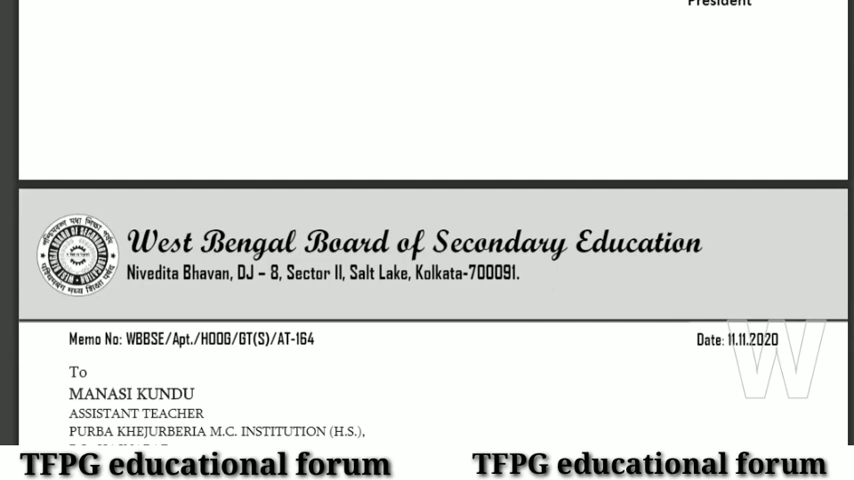 President
West Bengal Board of Secondary Education
Nivedita Bhavan, DJ – 8, Sector II, Salt Lake, Kolkata-700091.
Memo No: WBBSE/Apt./HOOG/GT(S)/AT-164
Date: 11.11.2020
W
To
MANASI KUNDU
ASSISTANT TEACHER
PURBA KHEJURBERIA M.C. INSTITUTION (H.S.),
TFPG educational forum
TFPG educational forum